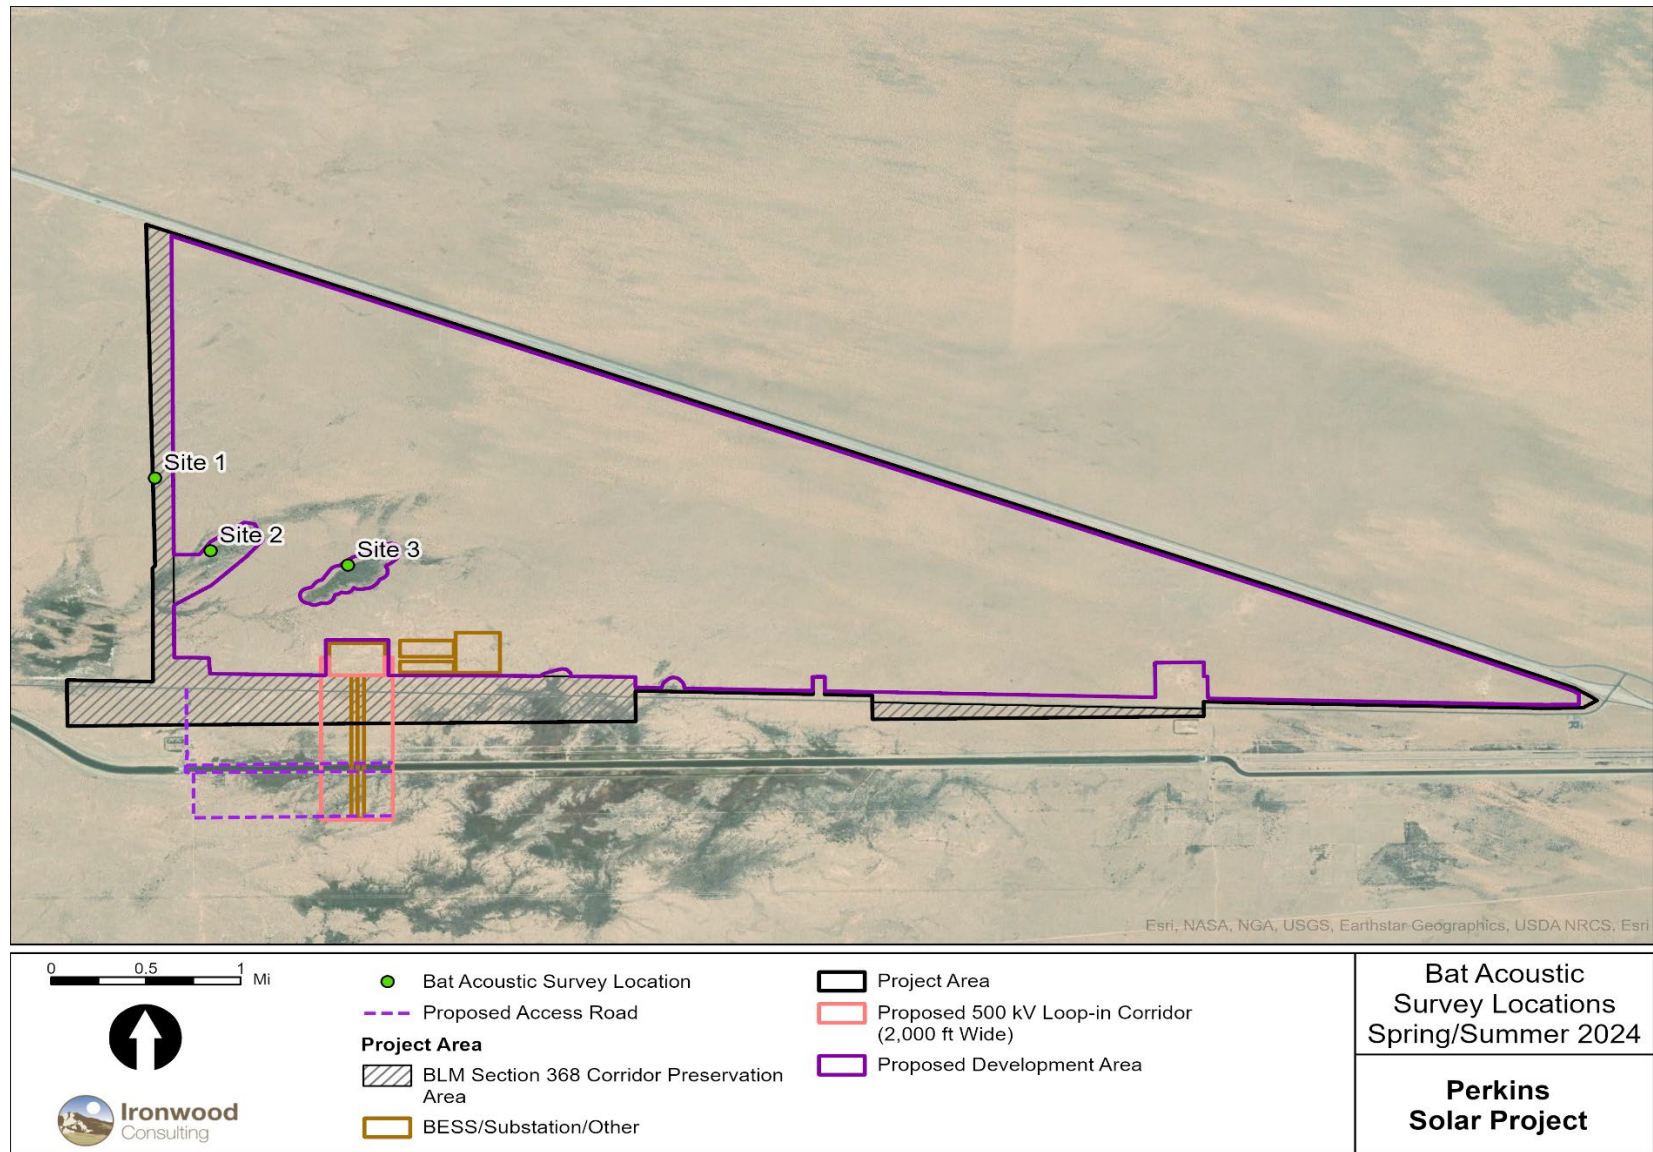 Site 1
Site 2
Site 3
Esri, NASA, NGA, USGS, Earthstar Geographics, USDA NRCS, Esri
0 0.5 1
Mi
Ironwood
Consulting
Bat Acoustic Survey Location
Proposed Access Road
Project Area
BLM Section 368 Corridor Preservation
Area
BESS/Substation/Other
Project Area
Proposed 500 kV Loop-in Corridor
(2,000 ft Wide)
Proposed Development Area
Bat Acoustic
Survey Locations
Spring/Summer 2024
Perkins
Solar Project